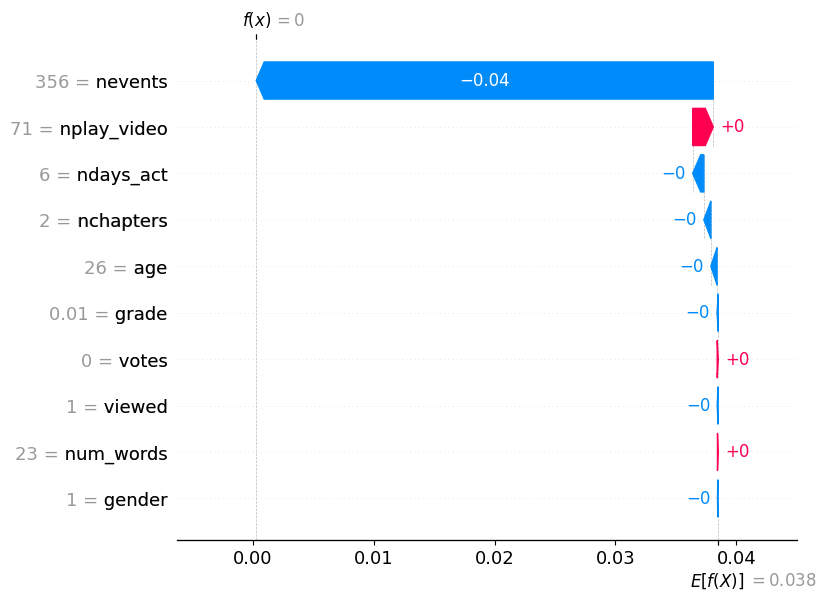 f(x) = 0
356 = nevents
−0.04
71 = nplay_video
+0
6 = ndays_act
−0
2 = nchapters
−0
26 = age
−0
0.01 = grade
−0
0 = votes
+0
1 = viewed
−0
23 = num_words
+0
1 = gender
−0
0.00 0.01 0.02 0.03 0.04
E[f(X)] = 0.038